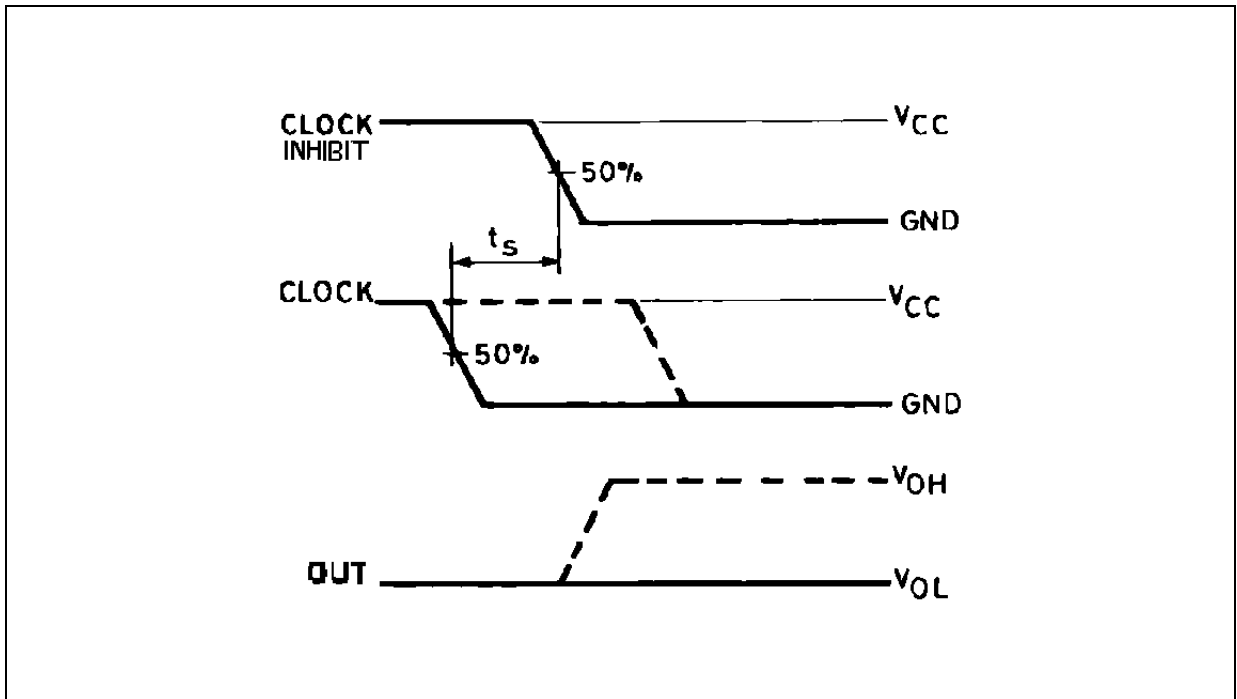 CLOCK
INHIBIT
VCC
50%
GND
ts
CLOCK
VCC
50%
GND
VOH
OUT
VOL